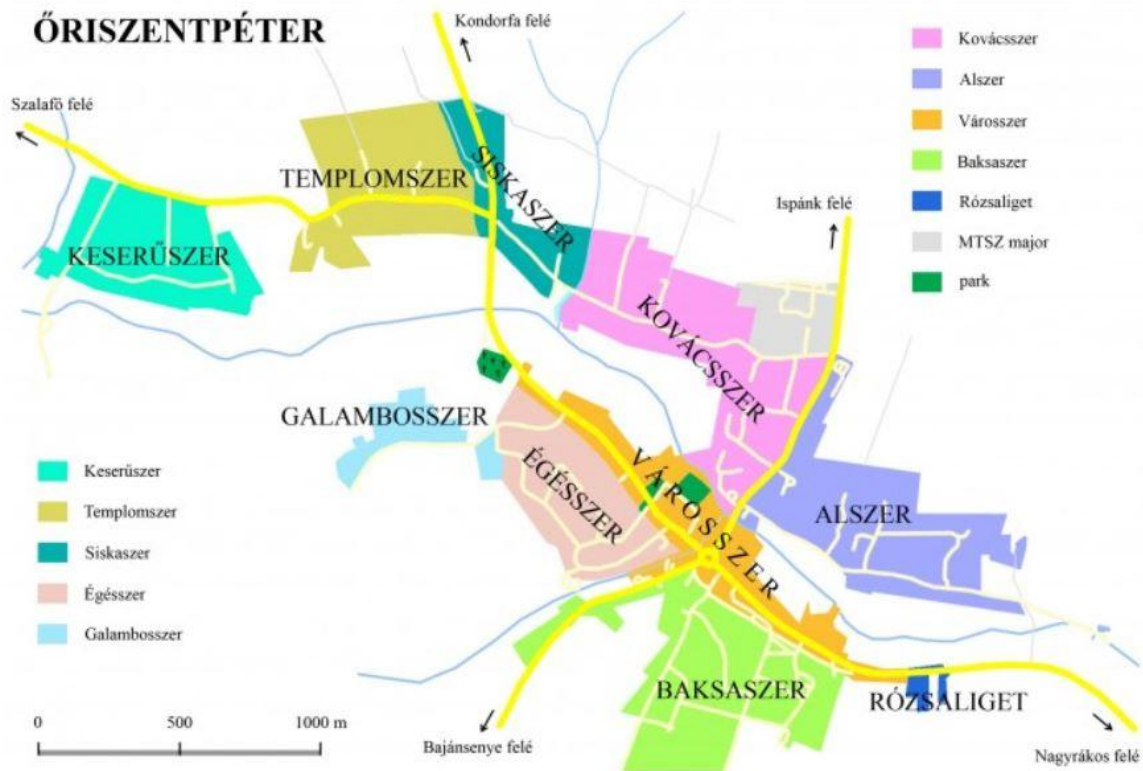 ŐRISZENTPÉTER
Kondorfa felé
Szalafő felé
Kovácsszer
Alszer
Városszer
Baksaszer
Rózsaliget
MTSZ major
park
TEMPLOMSZER
SISKASZER
Ispánk felé
KESERŰSZER
KOVÁCSSZER
KOVÁCSSZER
GALAMBOSSZER
ÉGÉSSZER
VÁROSSZER
ALSZER
Keserűszer
Templomszer
Siskaszer
Égésszer
Galambosszer
BAKSASZER
RÓZSALIGET
0 500 1000 m
Bajánsenye felé
Nagyrákos felé